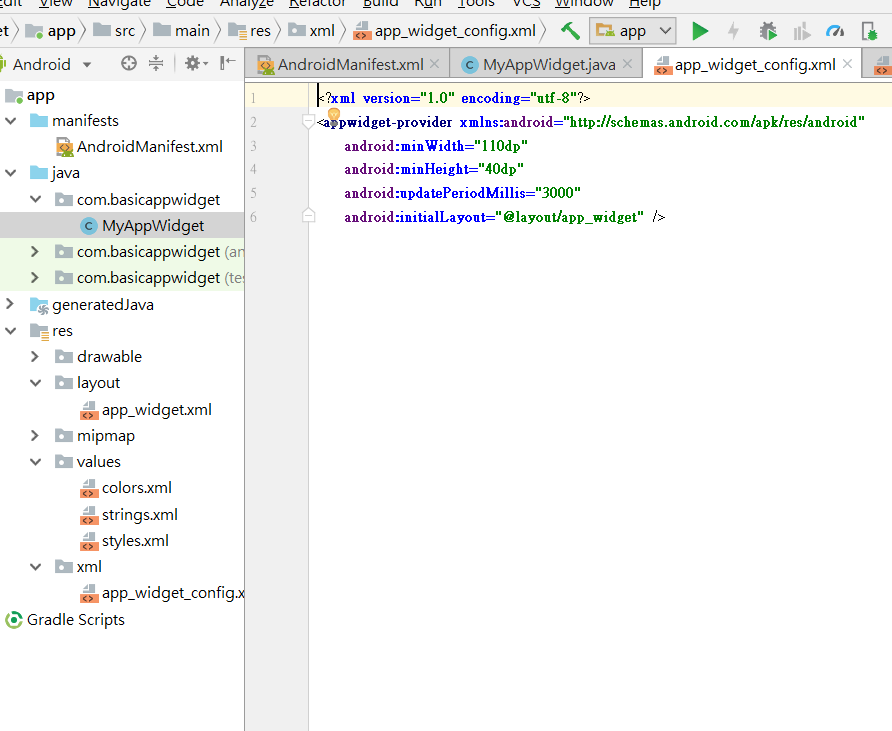 Edit View Navigate Code Analyze Refactor Build Run Tools VCS Window Help
app src main res xml app_widget_config.xml app
Android AndroidManifest.xml MyAppWidget.java app_widget_config.xml
app
manifests
AndroidManifest.xml
java
com.basicappwidget
MyAppWidget
com.basicappwidget (an
com.basicappwidget (te
generatedJava
res
drawable
layout
app_widget.xml
mipmap
values
colors.xml
strings.xml
styles.xml
xml
app_widget_config.x
Gradle Scripts
1 <?xml version="1.0" encoding="utf-8"?>
2 <appwidget-provider xmlns:android="http://schemas.android.com/apk/res/android"
3 android:minWidth="110dp"
4 android:minHeight="40dp"
5 android:updatePeriodMillis="3000"
6 android:initialLayout="@layout/app_widget" />